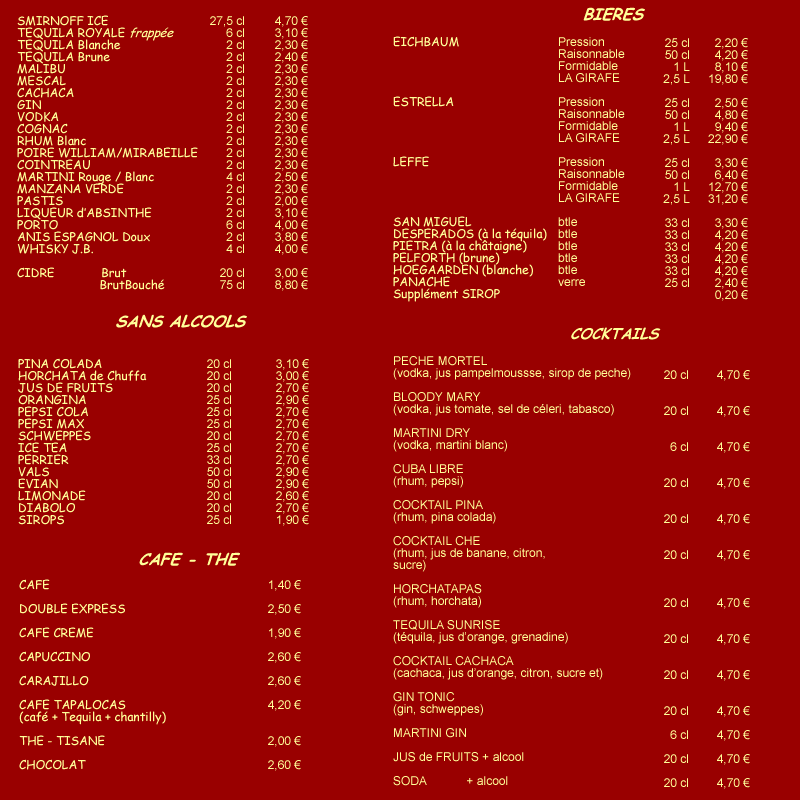 SMIRNOFF ICE 27,5 cl 4,70 €
TEQUILA ROYALE frappée 6 cl 3,10 €
TEQUILA Blanche 2 cl 2,30 €
TEQUILA Brune 2 cl 2,40 €
MALIBU 2 cl 2,30 €
MESCAL 2 cl 2,30 €
CACHACA 2 cl 2,30 €
GIN 2 cl 2,30 €
VODKA 2 cl 2,30 €
COGNAC 2 cl 2,30 €
RHUM Blanc 2 cl 2,30 €
POIRE WILLIAM/MIRABEILLE 2 cl 2,30 €
COINTREAU 2 cl 2,30 €
MARTINI Rouge / Blanc 4 cl 2,50 €
MANZANA VERDE 2 cl 2,30 €
PASTIS 2 cl 2,00 €
LIQUEUR d'ABSINTHE 2 cl 3,10 €
PORTO 6 cl 4,00 €
ANIS ESPAGNOL Doux 2 cl 3,80 €
WHISKY J.B. 4 cl 4,00 €
CIDRE Brut 20 cl 3,00 €
BrutBouché 75 cl 8,80 €
SANS ALCOOLS
PINA COLADA 20 cl 3,10 €
HORCHATA de Chuffa 20 cl 3,00 €
JUS DE FRUITS 20 cl 2,70 €
ORANGINA 25 cl 2,90 €
PEPSI COLA 25 cl 2,70 €
PEPSI MAX 25 cl 2,70 €
SCHWEPPES 20 cl 2,70 €
ICE TEA 25 cl 2,70 €
PERRIER 33 cl 2,70 €
VALS 50 cl 2,90 €
EVIAN 50 cl 2,90 €
LIMONADE 20 cl 2,60 €
DIABOLO 20 cl 2,70 €
SIROPS 25 cl 1,90 €
CAFE - THE
CAFE 1,40 €
DOUBLE EXPRESS 2,50 €
CAFE CREME 1,90 €
CAPUCCINO 2,60 €
CARAJILLO 2,60 €
CAFE TAPALOCAS 4,20 €
(café + Tequila + chantilly)
THE - TISANE 2,00 €
CHOCOLAT 2,60 €
BIERES
EICHBAUM Pression 25 cl 2,20 €
Raisonnable 50 cl 4,20 €
Formidable 1 L 8,10 €
LA GIRAFE 2,5 L 19,80 €
ESTRELLA Pression 25 cl 2,50 €
Raisonnable 50 cl 4,80 €
Formidable 1 L 9,40 €
LA GIRAFE 2,5 L 22,90 €
LEFFE Pression 25 cl 3,30 €
Raisonnable 50 cl 6,40 €
Formidable 1 L 12,70 €
LA GIRAFE 2,5 L 31,20 €
SAN MIGUEL btle 33 cl 3,30 €
DESPERADOS (à la téquila) btle 33 cl 4,20 €
PIETRA (à la châtaigne) btle 33 cl 4,20 €
PELFORTH (brune) btle 33 cl 4,20 €
HOEGAARDEN (blanche) btle 33 cl 4,20 €
PANACHE verre 25 cl 2,40 €
Supplément SIROP 0,20 €
COCKTAILS
PECHE MORTEL
(vodka, jus pampelmoussse, sirop de peche) 20 cl 4,70 €
BLOODY MARY
(vodka, jus tomate, sel de céleri, tabasco) 20 cl 4,70 €
MARTINI DRY
(vodka, martini blanc) 6 cl 4,70 €
CUBA LIBRE
(rhum, pepsi) 20 cl 4,70 €
COCKTAIL PINA
(rhum, pina colada) 20 cl 4,70 €
COCKTAIL CHE
(rhum, jus de banane, citron, 20 cl 4,70 €
sucre)
HORCHATAPAS
(rhum, horchata) 20 cl 4,70 €
TEQUILA SUNRISE
(téquila, jus d'orange, grenadine) 20 cl 4,70 €
COCKTAIL CACHACA
(cachaca, jus d'orange, citron, sucre et) 20 cl 4,70 €
GIN TONIC
(gin, schweppes) 20 cl 4,70 €
MARTINI GIN 6 cl 4,70 €
JUS de FRUITS + alcool 20 cl 4,70 €
SODA + alcool 20 cl 4,70 €